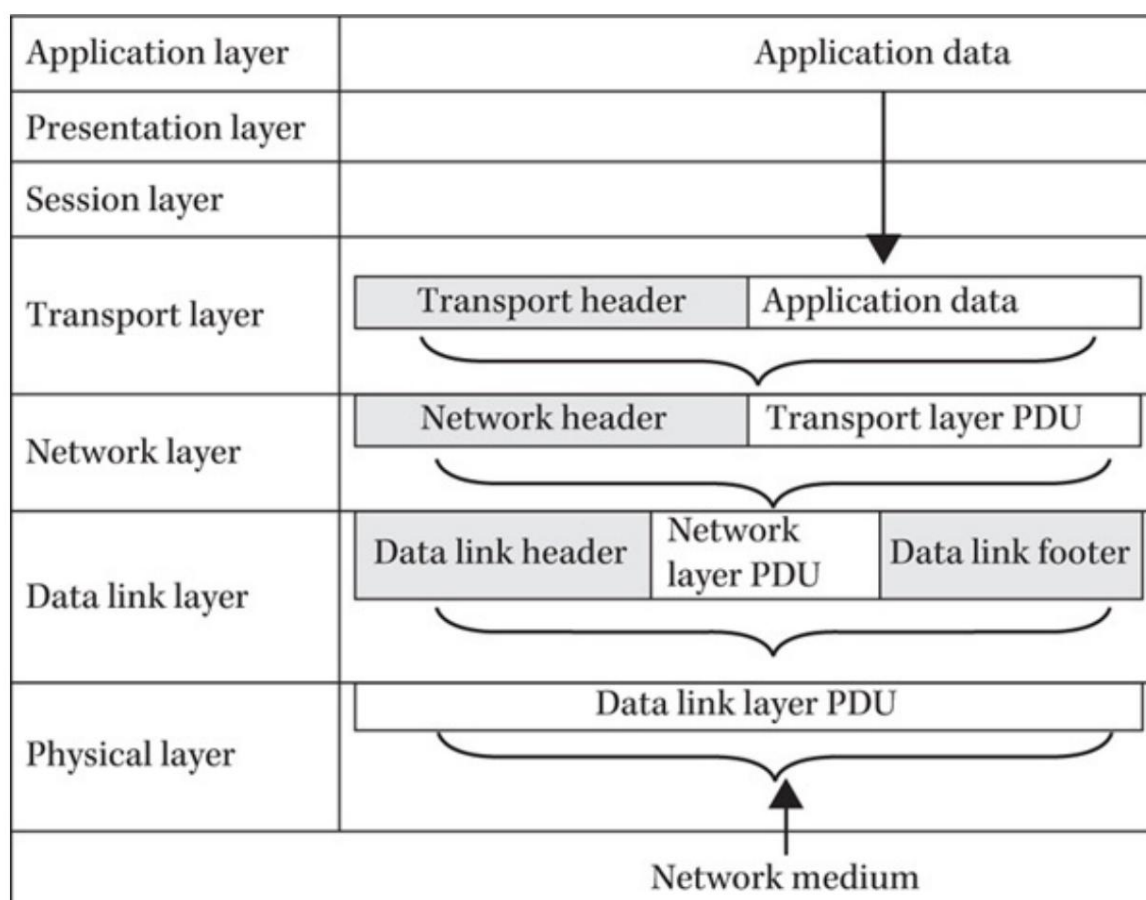 Application layer
Application data
Presentation layer
Session layer
Transport layer
Transport header
Application data
Network layer
Network header
Transport layer PDU
Data link layer
Data link header
Network
layer PDU
Data link footer
Physical layer
Data link layer PDU
Network medium